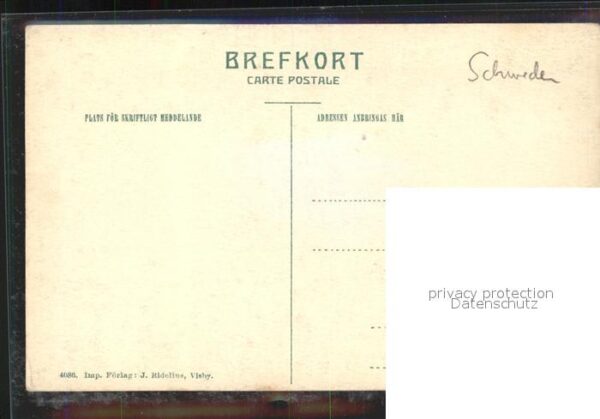 BREFKORT
CARTE POSTALE
Schweden
PLATS FÖR SKRIFTLIGT MEDDELANDE
ADRESSEN ANBRINGAS HÄR
privacy protection
Datenschutz
4086. Imp. Förlag: J. Ridelius, Visby.